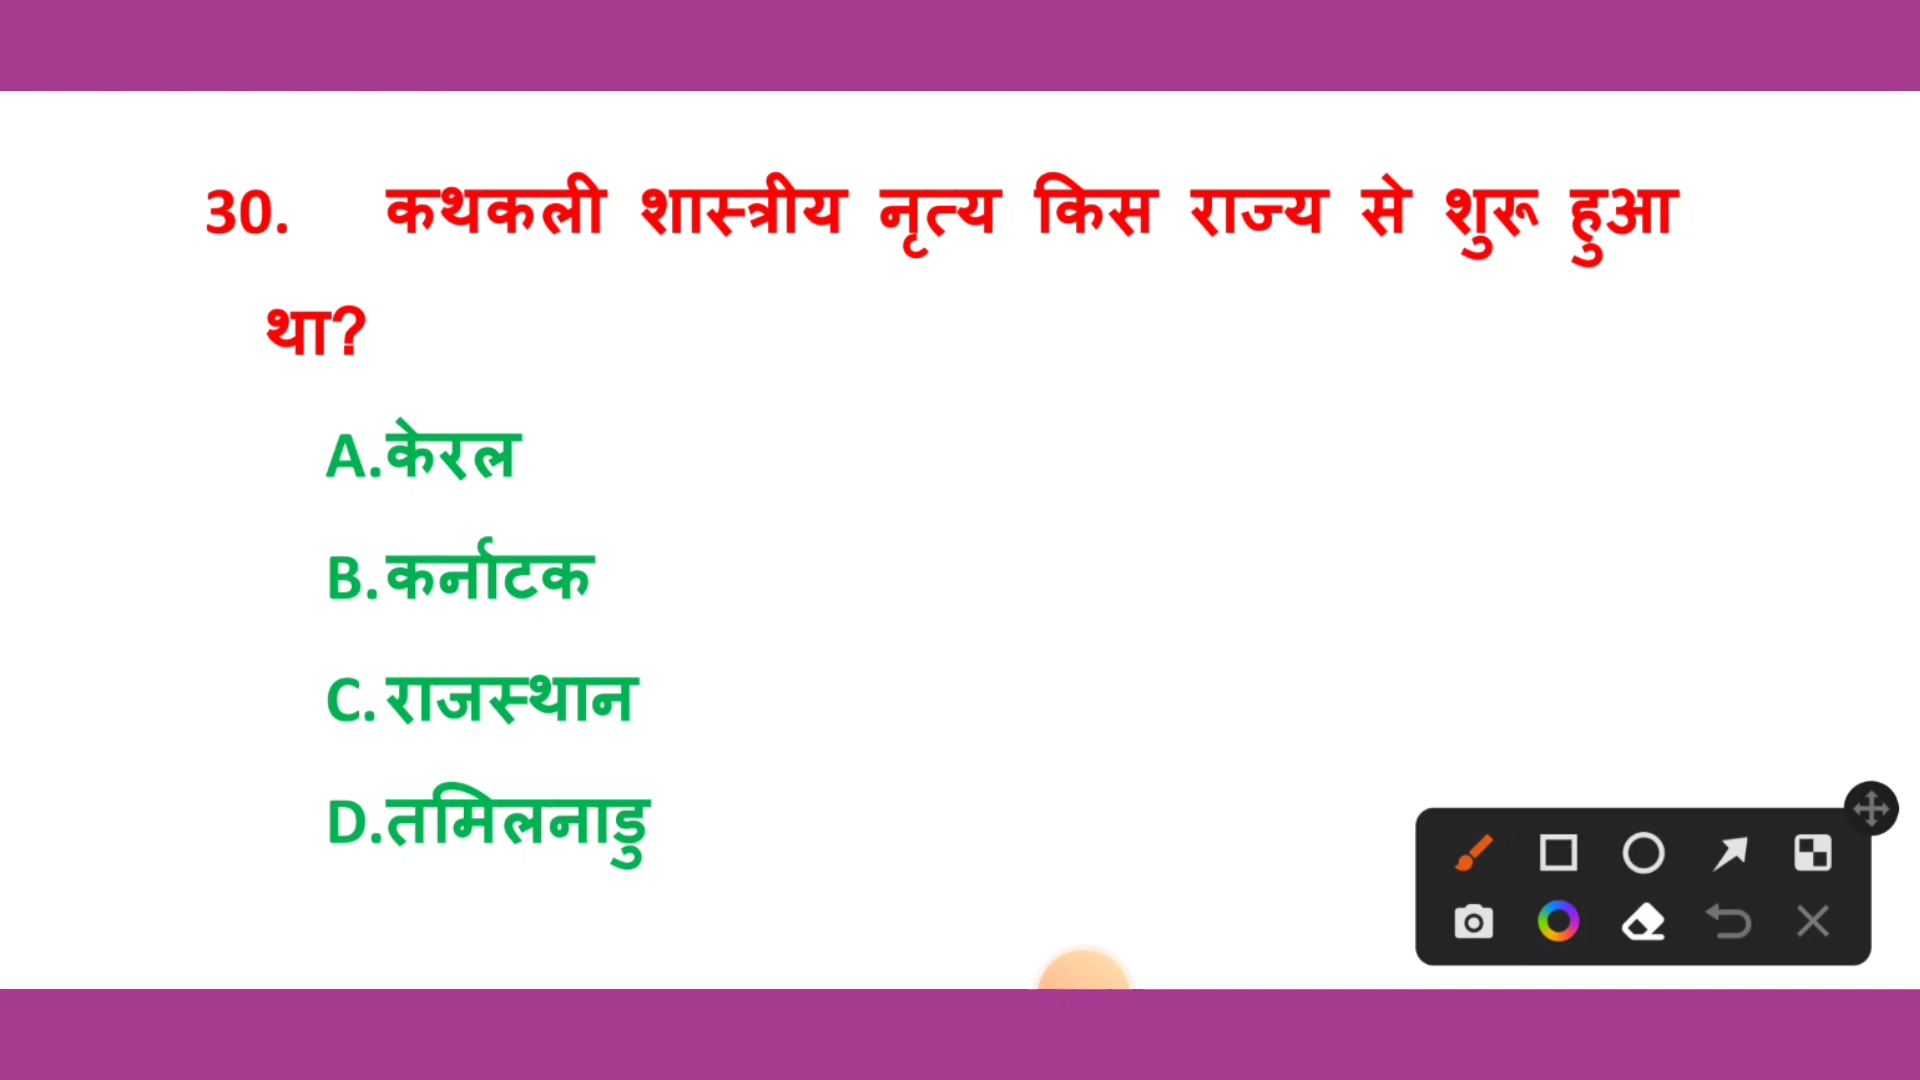 30. कथकली शास्त्रीय नृत्य किस राज्य से शुरू हुआ
था?
A.केरल
B.कर्नाटक
C.राजस्थान
D.तमिलनाडु